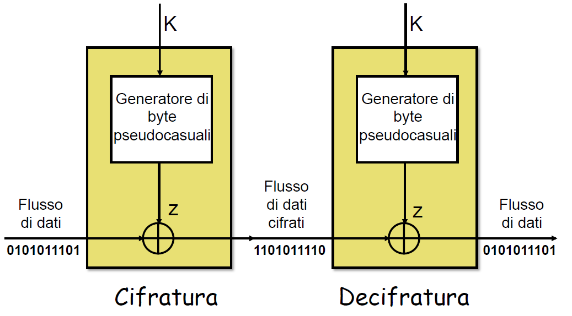 K
K
Generatore di
byte
pseudocasuali
Generatore di
byte
pseudocasuali
Flusso
di dati
z
Flusso
di dati
cifrati
z
Flusso
di dati
0101011101
1101011110
0101011101
Cifratura
Decifratura